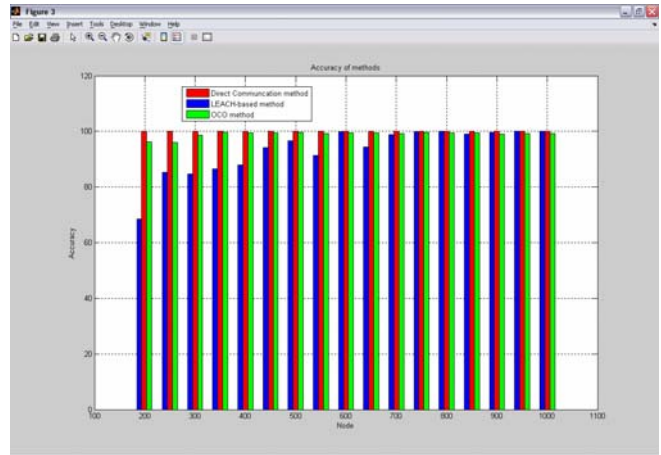 Figure 3
File Edit View Insert Tools Desktop Window Help
Accuracy of methods
Direct Communcation method
LEACH-based method
OCO method
Accuracy
120
100
80
60
40
20
0
100 200 300 400 500 600 700 800 900 1000 1100
Node